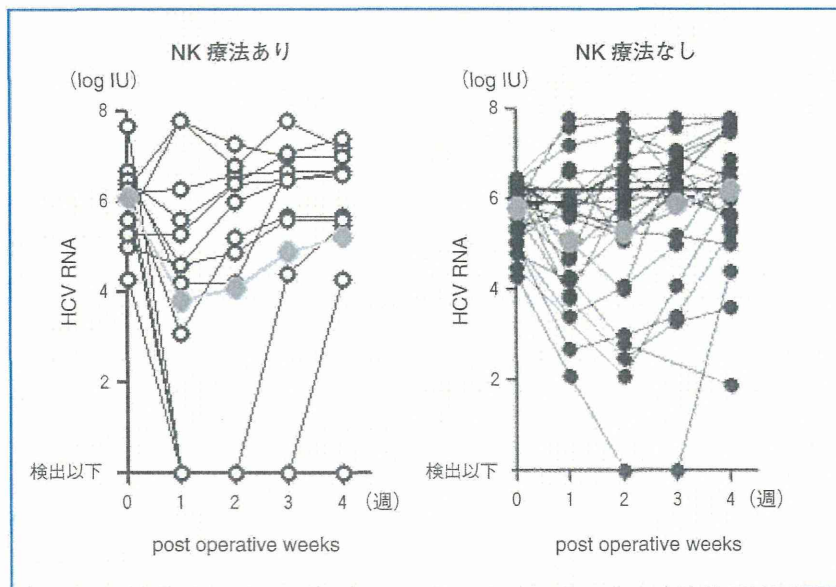 NK 療法あり
(log IU)
8
6
4
2
検出以下
HCV RNA
0 1 2 3 4 (週)
post operative weeks
NK 療法なし
(log IU)
8
6
4
2
検出以下
HCV RNA
0 1 2 3 4 (週)
post operative weeks